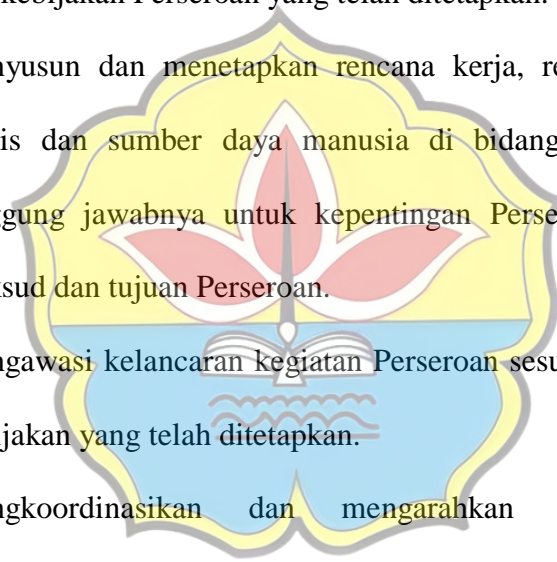 kebijakan Perseroan yang telah ditetapkan.
nyusun dan menetapkan rencana kerja, re
is dan sumber daya manusia di bidang
ggung jawabnya untuk kepentingan Perse
ksud dan tujuan Perseroan.
ngawasi kelancaran kegiatan Perseroan sesu
ijakan yang telah ditetapkan.
ngkoordinasikan dan mengarahkan